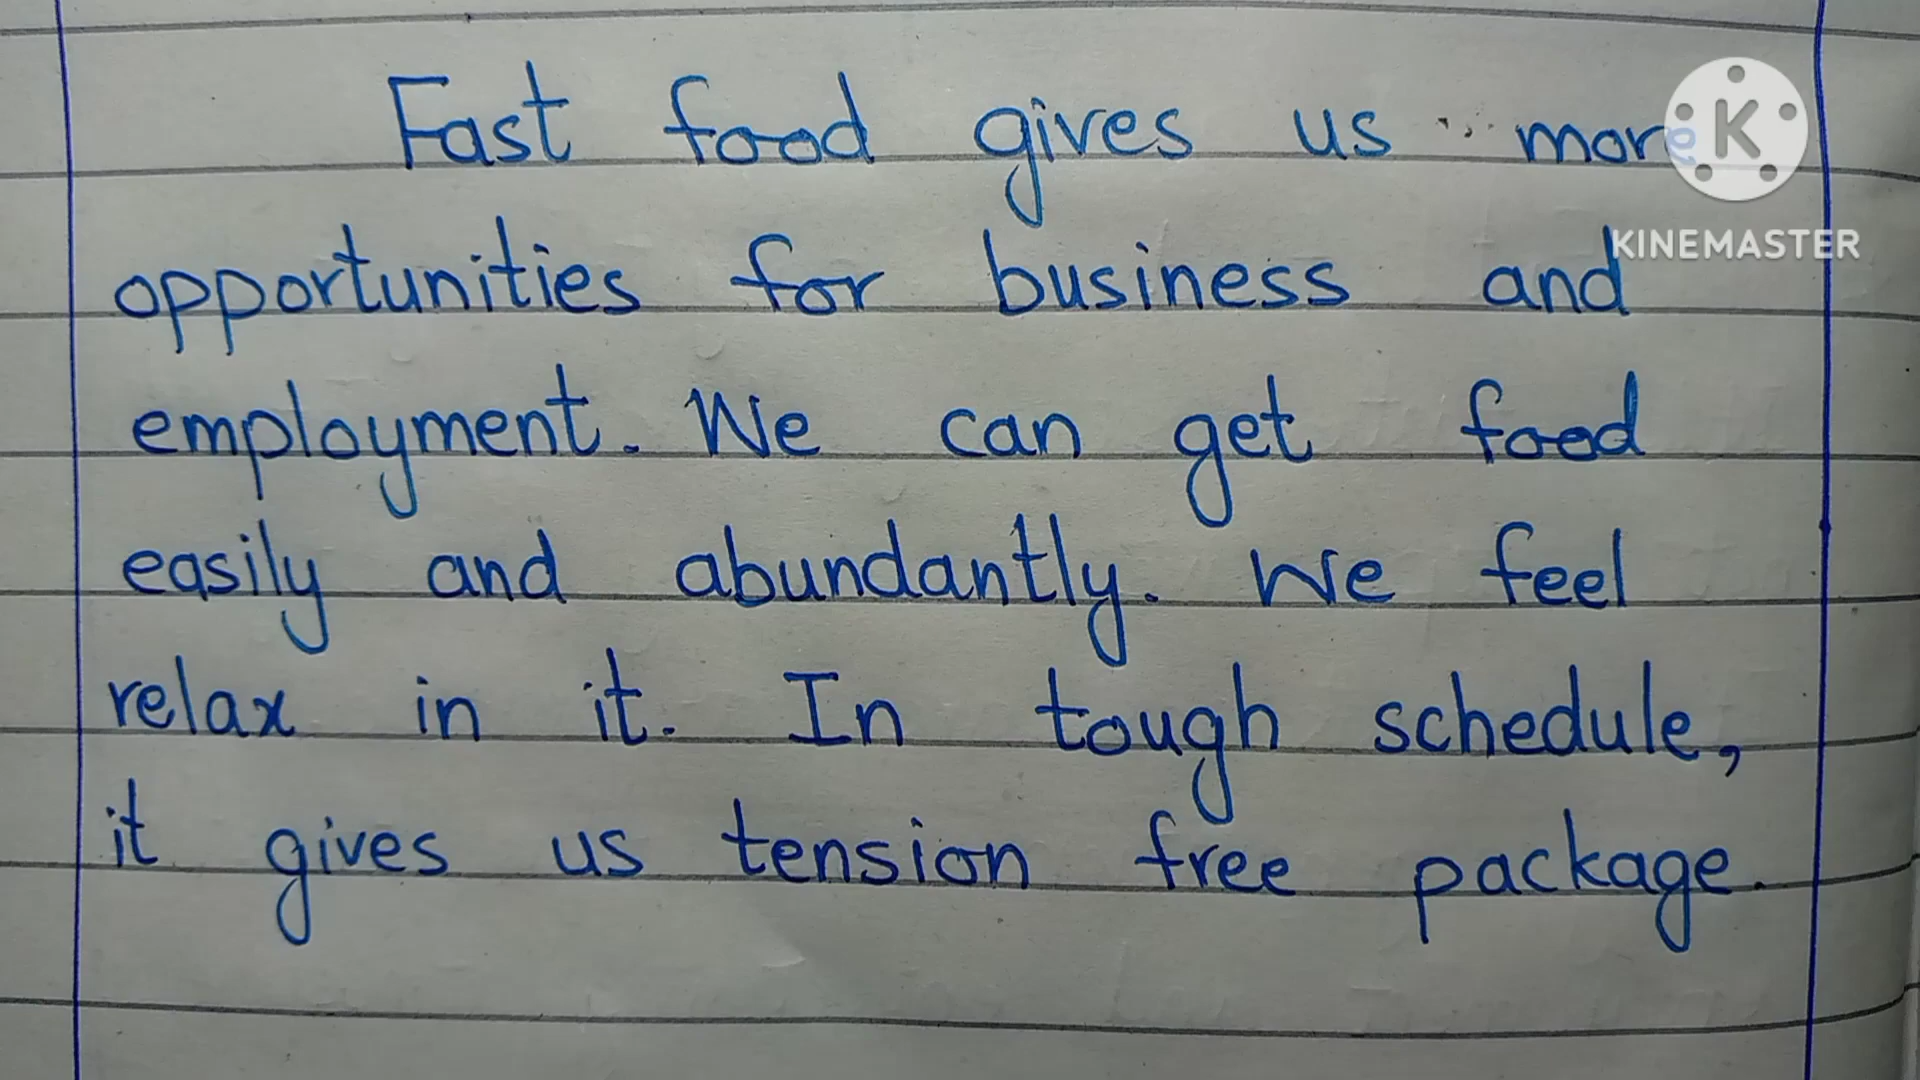 Fast food gives us more
KINEMASTER
opportunities for business and
employment. We can get food
easily and abundantly. We feel
relax in it. In tough schedule,
it gives us tension free package.